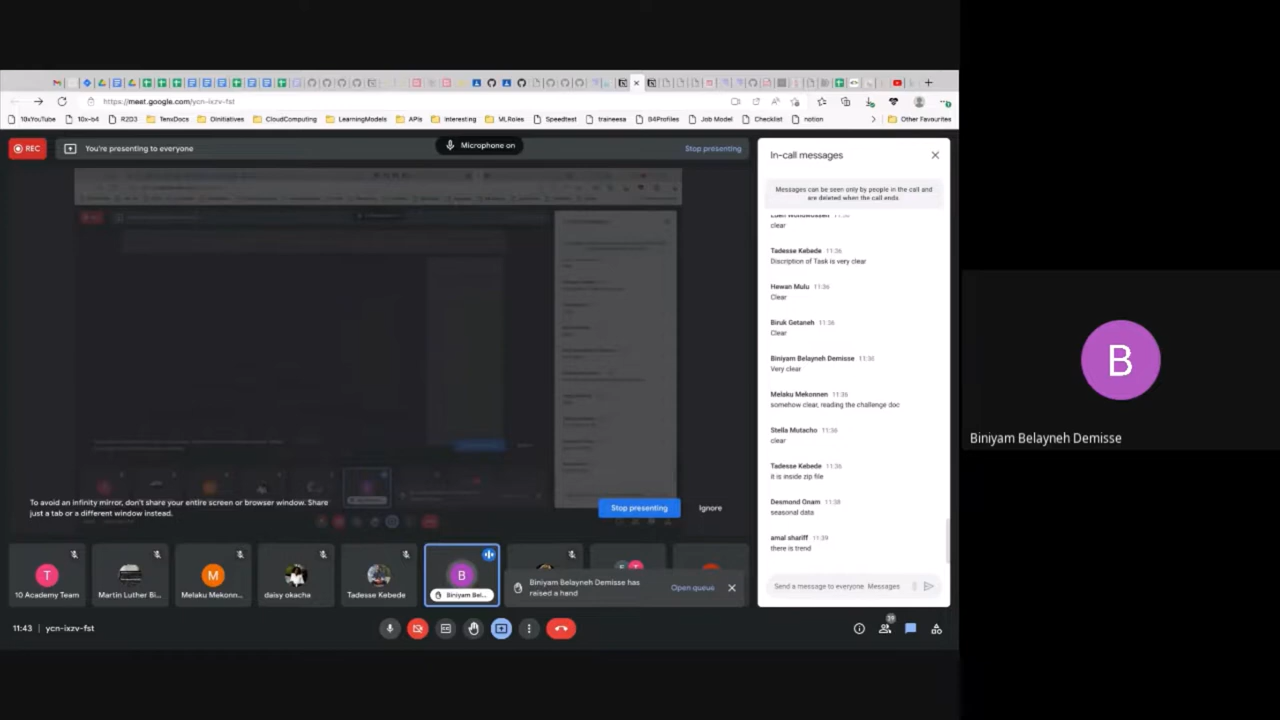 https://meet.google.com/ycn-ixzv-fst
10xYouTube
10x-b4
R2D3
TenxDocs
DInitiatives
CloudComputing
LearningModels
APIs
Interesting
MLRoles
Speedtest
traineesa
B4Profiles
Job Model
Checklist
notion
Other Favourites
REC
You're presenting to everyone
Microphone on
Stop presenting
In-call messages
Messages can be seen only by people in the call and
are deleted when the call ends
clear
Tadesse Kebede 11:36
Discription of Task is very clear
Hewan Mulu 11:36
Clear
Biruk Getaneh 11:36
Clear
Biniyam Belayneh Demisse 11:36
Very clear
Melaku Mekonnen 11:36
somehow clear, reading the challenge doc
Stella Mutacho 11:36
clear
Tadesse Kebede 11:36
it is inside zip file
Desmond Gnam 11:38
seasonal data
amal shariff 11:39
there is trend
Send a message to everyone Messages
To avoid an infinity mirror, don't share your entire screen or browser window. Share
just a tab or a different window instead.
Stop presenting
Ignore
T
10 Academy Team
Martin Luther Bi...
M
Melaku Mekonn...
daisy okacha
Tadesse Kebede
B
Biniyam Bel...
Biniyam Belayneh Demisse has
raised a hand
Open queue
11:43 | ycn-ixzv-fst
B
Biniyam Belayneh Demisse